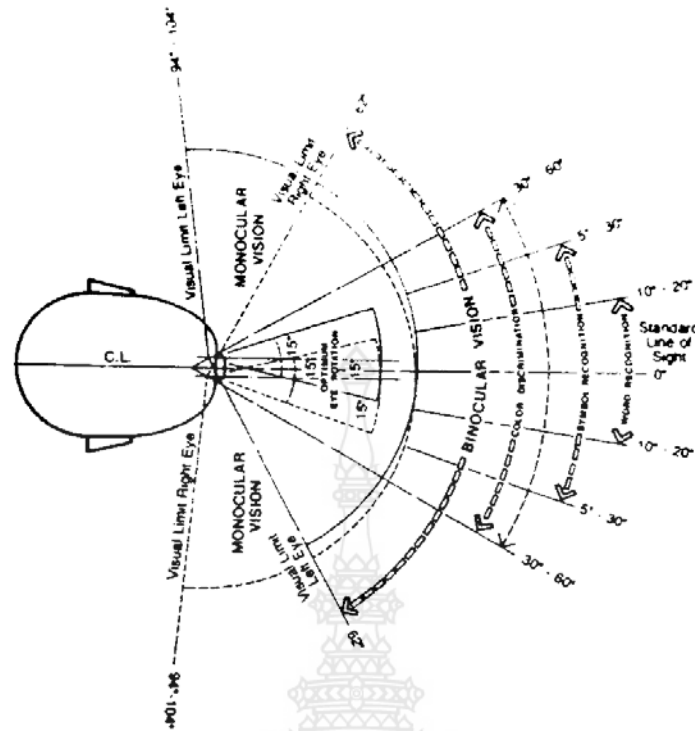 94° - 104°
Visual Limit Left Eye
MONOCULAR
VISION
Visual Limit
Right Eye
62°
30° - 60°
5° - 30°
10° - 20°
Standard
Line of
Sight
0°
10° - 20°
5° - 30°
30° - 60°
62°
C.L.
15°
15°
15°
15°
OPTIMUM
EYE ROTATION
BINOCULAR VISION
COLOR DISCRIMINATION
SYMBOL RECOGNITION
WORD RECOGNITION
Visual Limit Right Eye
MONOCULAR
VISION
Visual Limit
Left Eye
94° - 104°